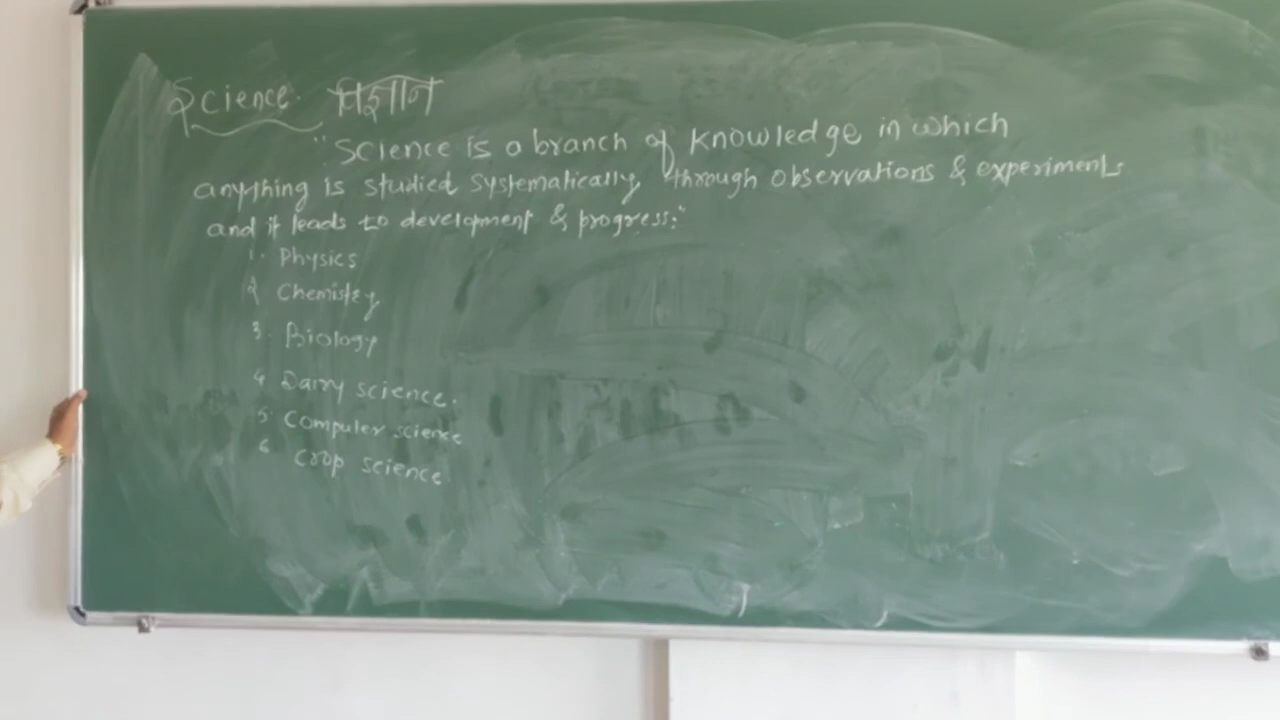 Science. विज्ञान
"Science is a branch of knowledge in which
anything is studied systematically, through observations & experiments
and it leads to development & progress."
1. Physics
2 Chemistry
3. Biology
4 Dairy science.
5. Computer science
6 Crop science